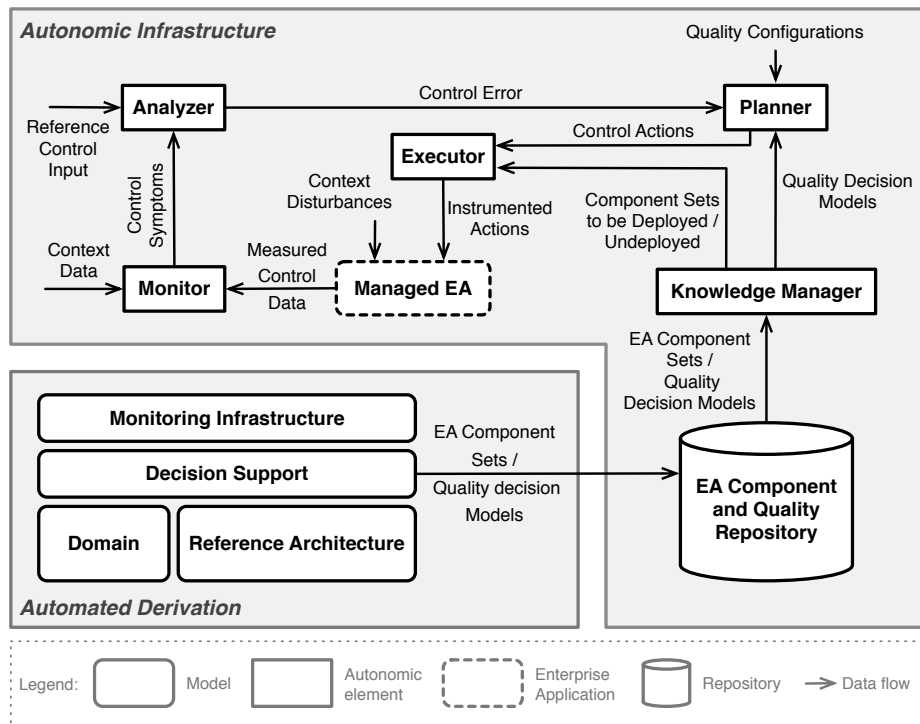 Autonomic Infrastructure
Quality Configurations
Analyzer
Control Error
Planner
Reference
Control
Input
Control Actions
Executor
Control
Symptoms
Context
Disturbances
Instrumented
Actions
Component Sets
to be Deployed /
Undeployed
Quality Decision
Models
Context
Data
Monitor
Measured
Control
Data
Managed EA
Knowledge Manager
EA Component
Sets /
Quality
Decision Models
Monitoring Infrastructure
Decision Support
Domain
Reference Architecture
EA Component
Sets /
Quality decision
Models
EA Component
and Quality
Repository
Automated Derivation
Legend:
Model
Autonomic
element
Enterprise
Application
Repository
Data flow